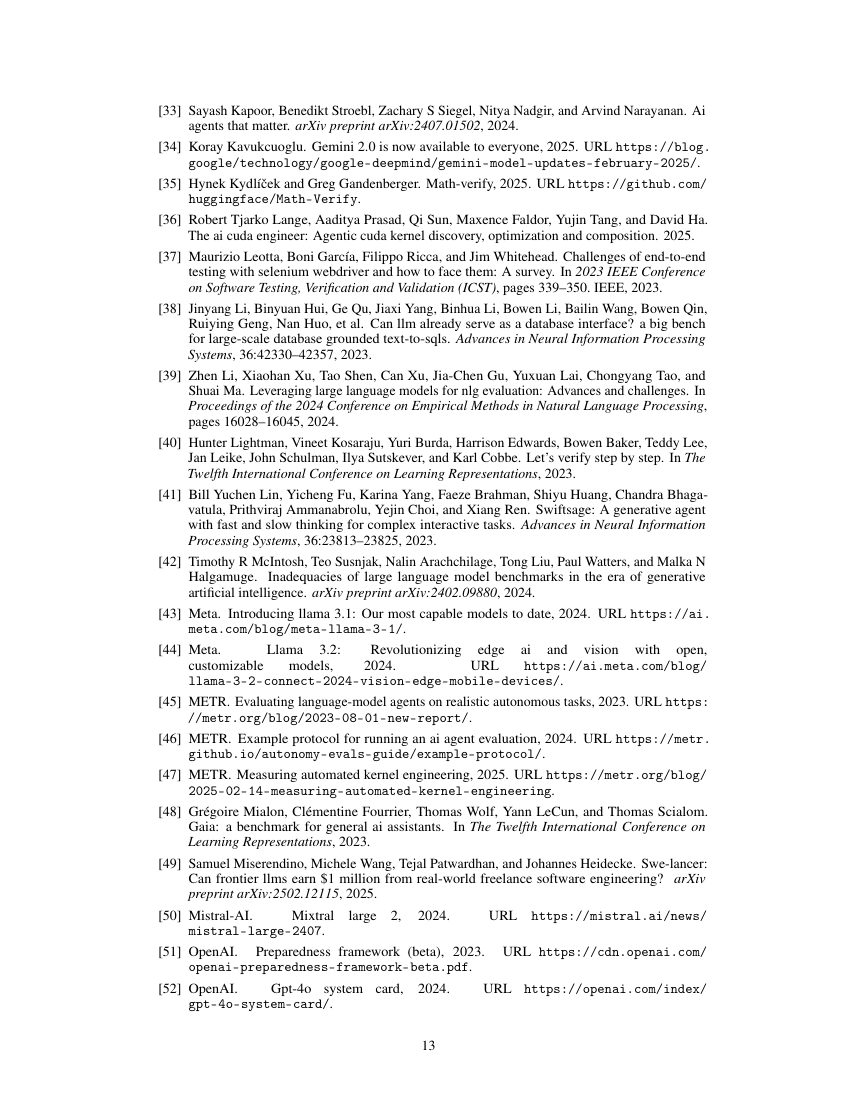 [33] Sayash Kapoor, Benedikt Stroebl, Zachary S Siegel, Nitya Nadgir, and Arvind Narayanan. Ai
agents that matter. arXiv preprint arXiv:2407.01502, 2024.
[34] Koray Kavukcuoglu. Gemini 2.0 is now available to everyone, 2025. URL https://blog.
google/technology/google-deepmind/gemini-model-updates-february-2025/.
[35] Hynek Kydlíček and Greg Gandenberger. Math-verify, 2025. URL https://github.com/
huggingface/Math-Verify.
[36] Robert Tjarko Lange, Aaditya Prasad, Qi Sun, Maxence Faldor, Yujin Tang, and David Ha.
The ai cuda engineer: Agentic cuda kernel discovery, optimization and composition. 2025.
[37] Maurizio Leotta, Boni García, Filippo Ricca, and Jim Whitehead. Challenges of end-to-end
testing with selenium webdriver and how to face them: A survey. In 2023 IEEE Conference
on Software Testing, Verification and Validation (ICST), pages 339–350. IEEE, 2023.
[38] Jinyang Li, Binyuan Hui, Ge Qu, Jiaxi Yang, Binhua Li, Bowen Li, Bailin Wang, Bowen Qin,
Ruiying Geng, Nan Huo, et al. Can llm already serve as a database interface? a big bench
for large-scale database grounded text-to-sqls. Advances in Neural Information Processing
Systems, 36:42330–42357, 2023.
[39] Zhen Li, Xiaohan Xu, Tao Shen, Can Xu, Jia-Chen Gu, Yuxuan Lai, Chongyang Tao, and
Shuai Ma. Leveraging large language models for nlg evaluation: Advances and challenges. In
Proceedings of the 2024 Conference on Empirical Methods in Natural Language Processing,
pages 16028–16045, 2024.
[40] Hunter Lightman, Vineet Kosaraju, Yuri Burda, Harrison Edwards, Bowen Baker, Teddy Lee,
Jan Leike, John Schulman, Ilya Sutskever, and Karl Cobbe. Let's verify step by step. In The
Twelfth International Conference on Learning Representations, 2023.
[41] Bill Yuchen Lin, Yicheng Fu, Karina Yang, Faeze Brahman, Shiyu Huang, Chandra Bhaga-
vatula, Prithviraj Ammanabrolu, Yejin Choi, and Xiang Ren. Swiftsage: A generative agent
with fast and slow thinking for complex interactive tasks. Advances in Neural Information
Processing Systems, 36:23813–23825, 2023.
[42] Timothy R McIntosh, Teo Susnjak, Nalin Arachchilage, Tong Liu, Paul Watters, and Malka N
Halgamuge. Inadequacies of large language model benchmarks in the era of generative
artificial intelligence. arXiv preprint arXiv:2402.09880, 2024.
[43] Meta. Introducing llama 3.1: Our most capable models to date, 2024. URL https://ai.
meta.com/blog/meta-llama-3-1/.
[44] Meta. Llama 3.2: Revolutionizing edge ai and vision with open,
customizable models, 2024. URL https://ai.meta.com/blog/
llama-3-2-connect-2024-vision-edge-mobile-devices/.
[45] METR. Evaluating language-model agents on realistic autonomous tasks, 2023. URL https:
//metr.org/blog/2023-08-01-new-report/.
[46] METR. Example protocol for running an ai agent evaluation, 2024. URL https://metr.
github.io/autonomy-evals-guide/example-protocol/.
[47] METR. Measuring automated kernel engineering, 2025. URL https://metr.org/blog/
2025-02-14-measuring-automated-kernel-engineering.
[48] Grégoire Mialon, Clémentine Fourrier, Thomas Wolf, Yann LeCun, and Thomas Scialom.
Gaia: a benchmark for general ai assistants. In The Twelfth International Conference on
Learning Representations, 2023.
[49] Samuel Miserendino, Michele Wang, Tejal Patwardhan, and Johannes Heidecke. Swe-lancer:
Can frontier llms earn $1 million from real-world freelance software engineering? arXiv
preprint arXiv:2502.12115, 2025.
[50] Mistral-AI. Mixtral large 2, 2024. URL https://mistral.ai/news/
mistral-large-2407.
[51] OpenAI. Preparedness framework (beta), 2023. URL https://cdn.openai.com/
openai-preparedness-framework-beta.pdf.
[52] OpenAI. Gpt-4o system card, 2024. URL https://openai.com/index/
gpt-4o-system-card/.
13